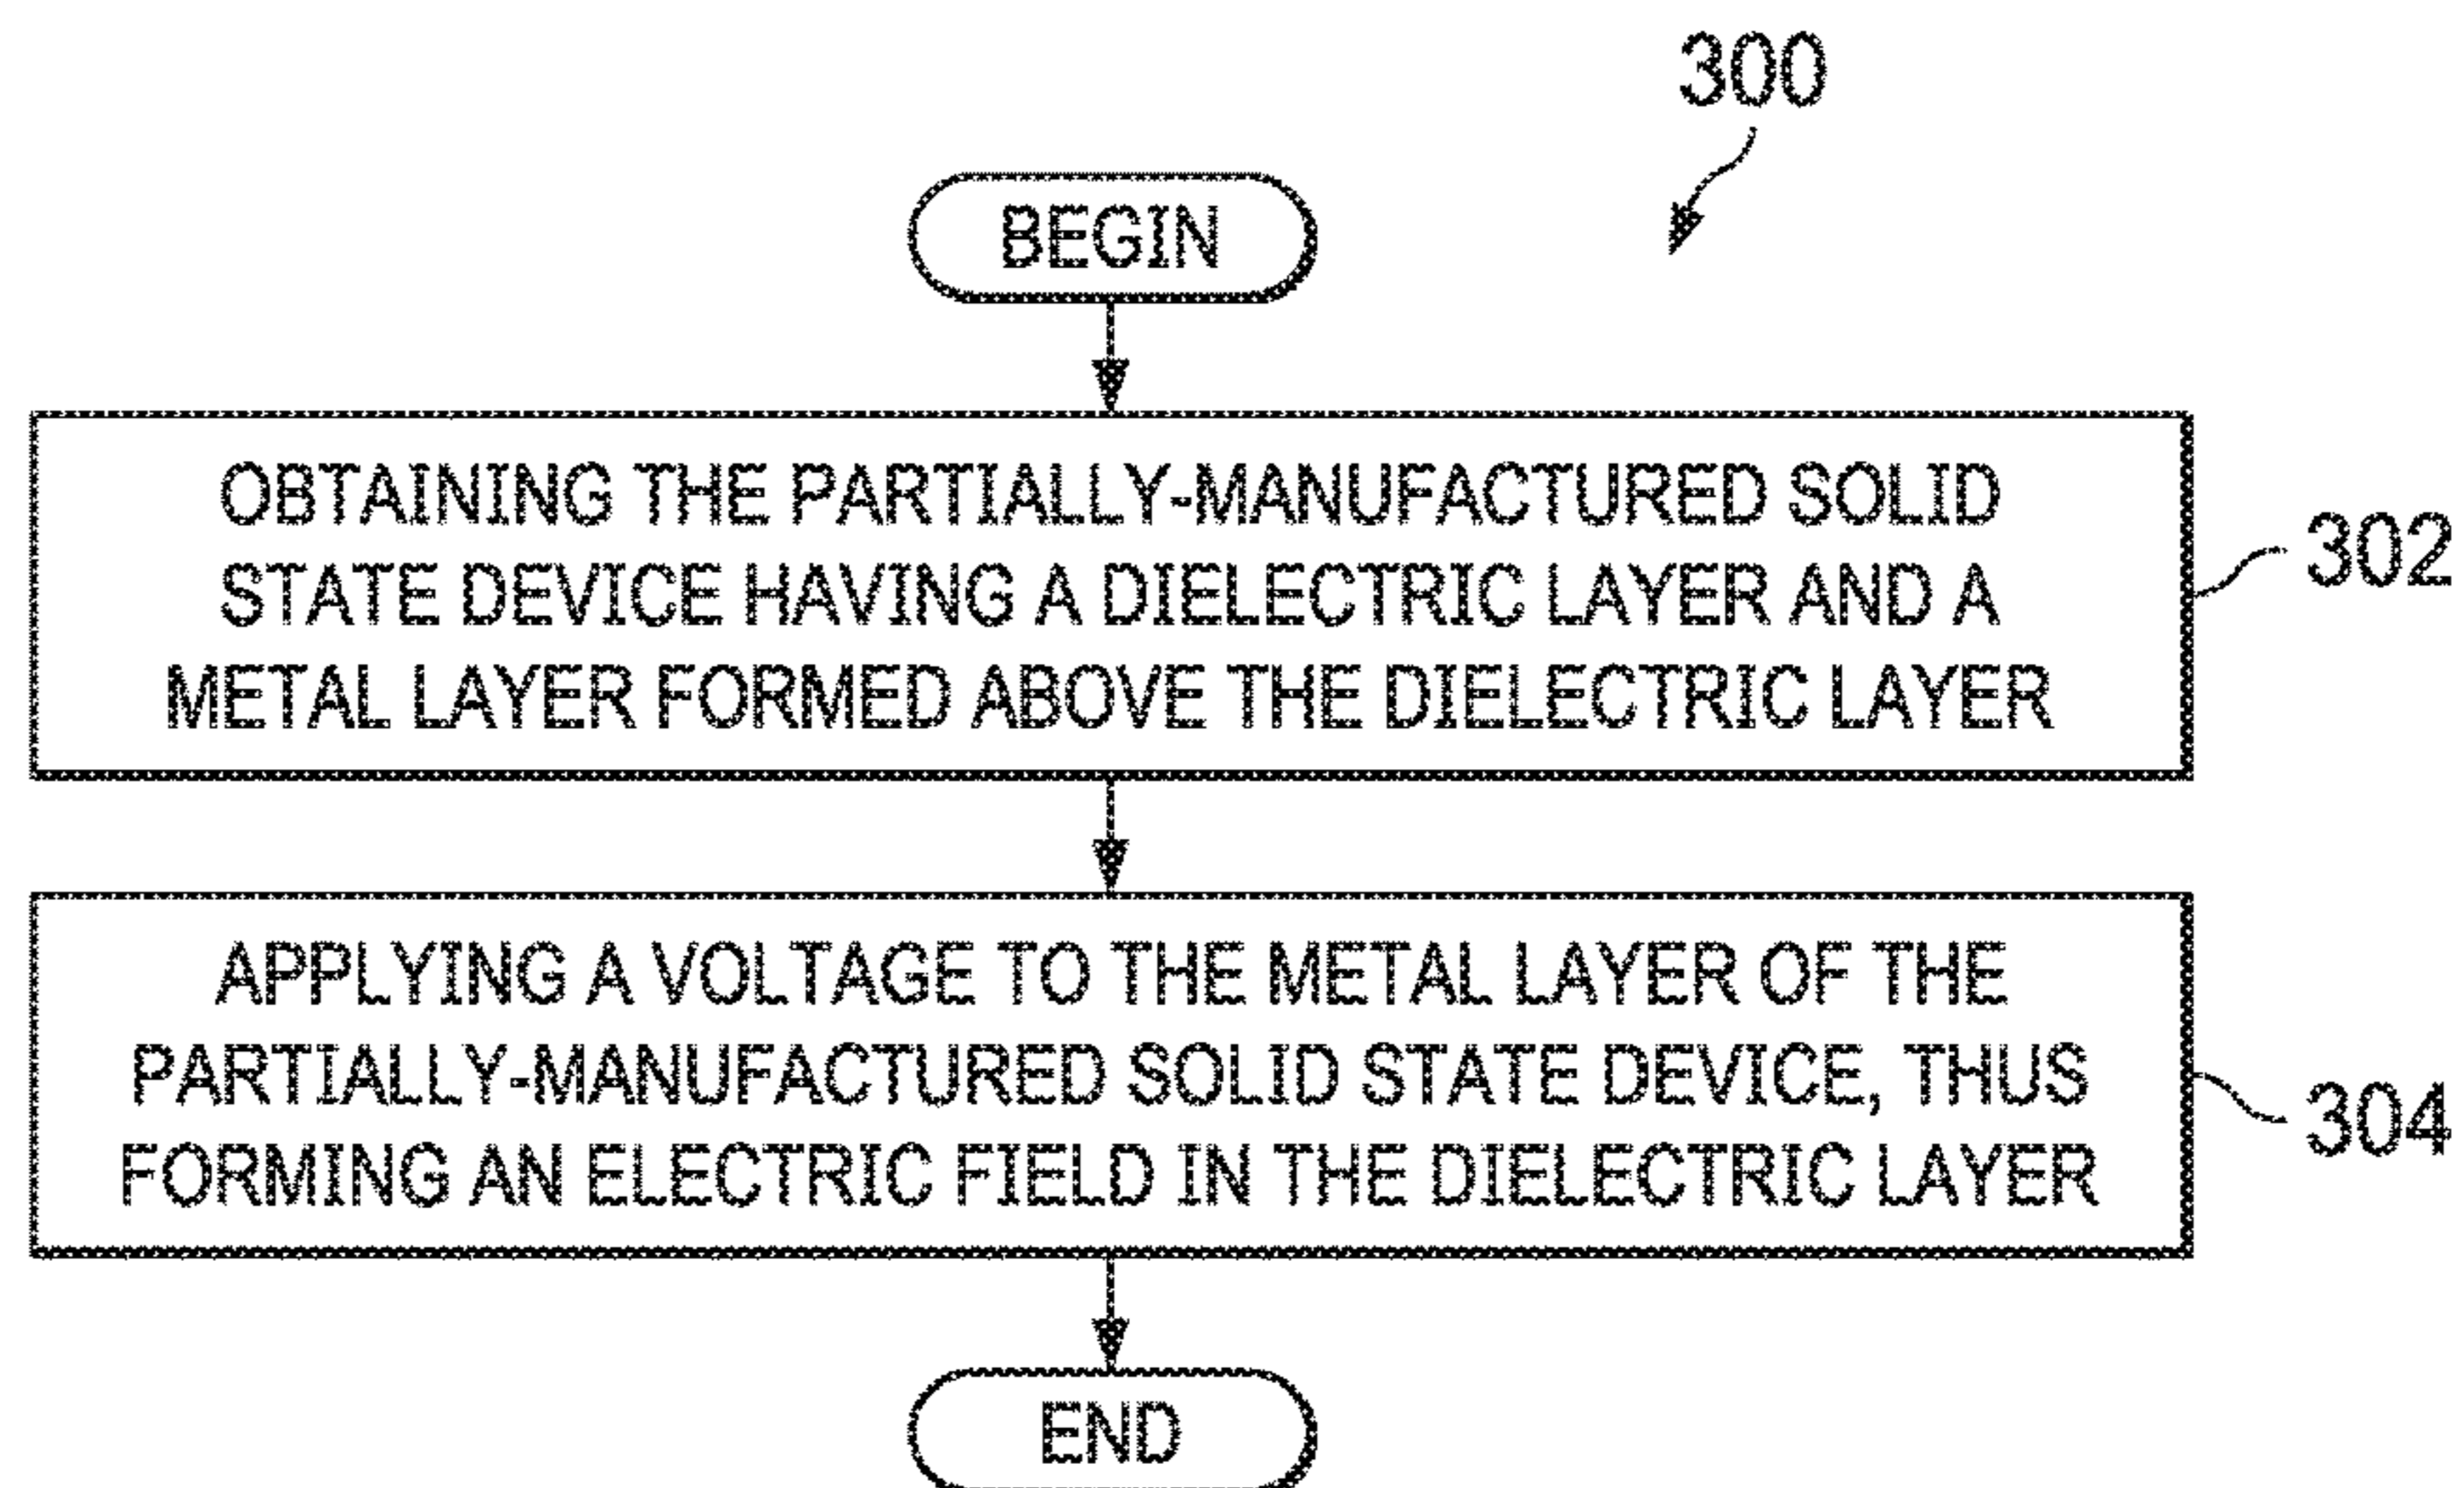 300
BEGIN
OBTAINING THE PARTIALLY-MANUFACTURED SOLID
STATE DEVICE HAVING A DIELECTRIC LAYER AND A
METAL LAYER FORMED ABOVE THE DIELECTRIC LAYER
302
APPLYING A VOLTAGE TO THE METAL LAYER OF THE
PARTIALLY-MANUFACTURED SOLID STATE DEVICE, THUS
FORMING AN ELECTRIC FIELD IN THE DIELECTRIC LAYER
304
END